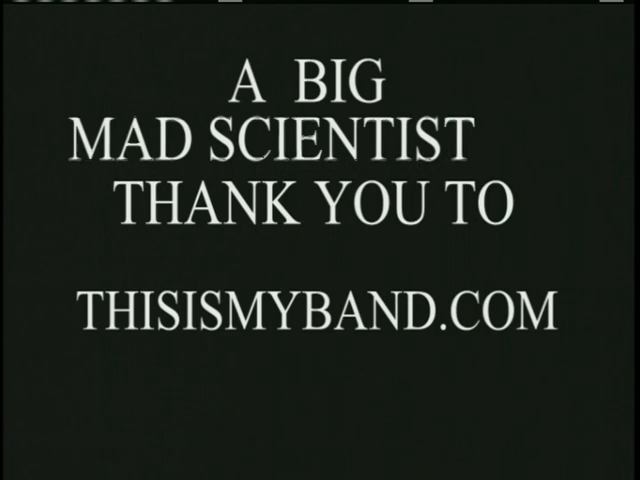 A BIG
MAD SCIENTIST
THANK YOU TO
THISISMYBAND.COM